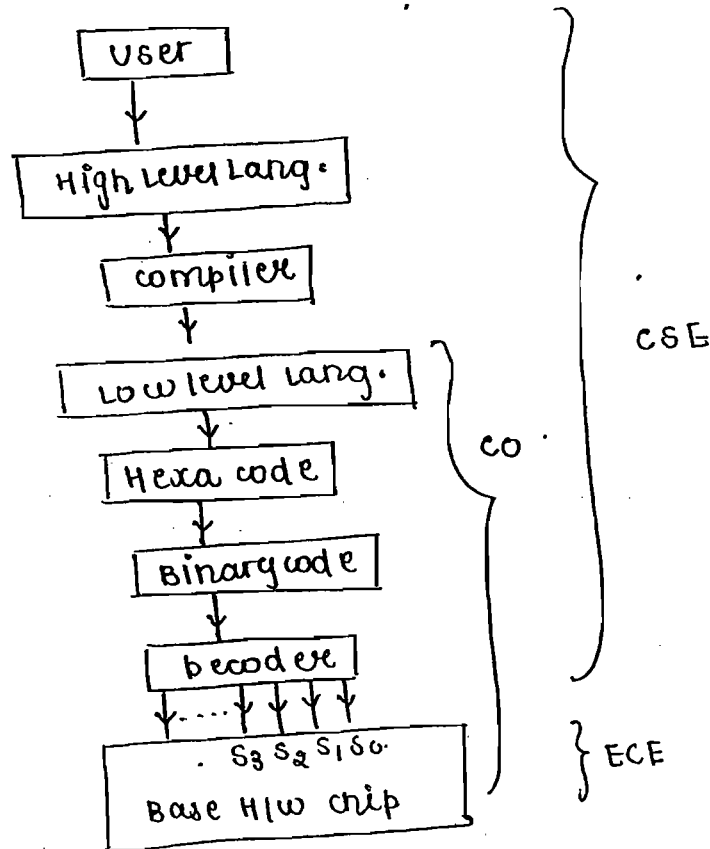 User
High Level Lang.
compiler
Low level Lang.
CSE
CO
Hexa code
Binary code
Decoder
.....
S3 S2 S1 S0.
Base H/W chip
} ECE